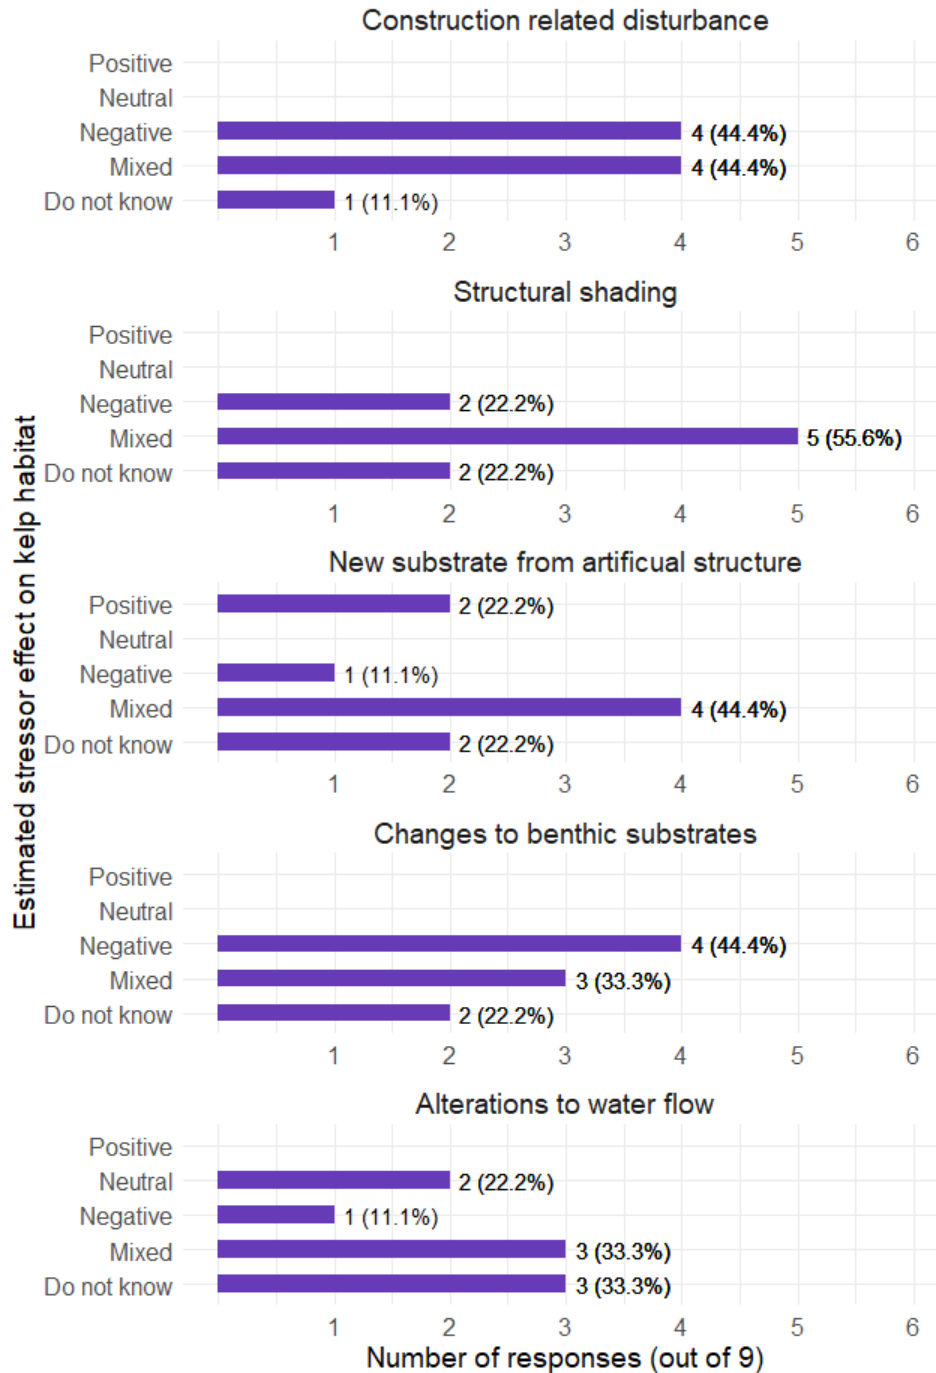 Construction related disturbance
Positive
Neutral
Negative 4 (44.4%)
Mixed 4 (44.4%)
Do not know 1 (11.1%)
1 2 3 4 5 6
Structural shading
Positive
Neutral
Negative 2 (22.2%)
Mixed 5 (55.6%)
Do not know 2 (22.2%)
1 2 3 4 5 6
New substrate from artificual structure
Positive 2 (22.2%)
Neutral
Negative 1 (11.1%)
Mixed 4 (44.4%)
Do not know 2 (22.2%)
1 2 3 4 5 6
Changes to benthic substrates
Positive
Neutral
Negative 4 (44.4%)
Mixed 3 (33.3%)
Do not know 2 (22.2%)
1 2 3 4 5 6
Alterations to water flow
Positive
Neutral 2 (22.2%)
Negative 1 (11.1%)
Mixed 3 (33.3%)
Do not know 3 (33.3%)
1 2 3 4 5 6
Number of responses (out of 9)
Estimated stressor effect on kelp habitat